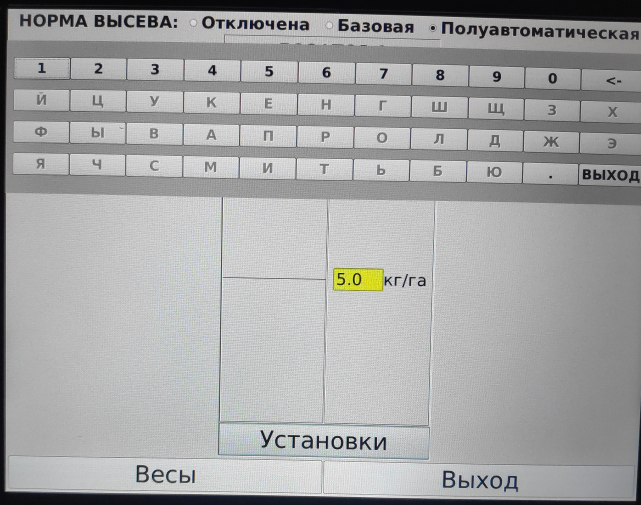 НОРМА ВЫСЕВА: Отключена Базовая Полуавтоматическая
1 2 3 4 5 6 7 8 9 0 <-
Й Ц У К Е Н Г Ш Щ З Х
Ф Ы В А П Р О Л Д Ж Э
Я Ч С М И Т Ь Б Ю . ВЫХОД
5.0 кг/га
Установки
Весы Выход